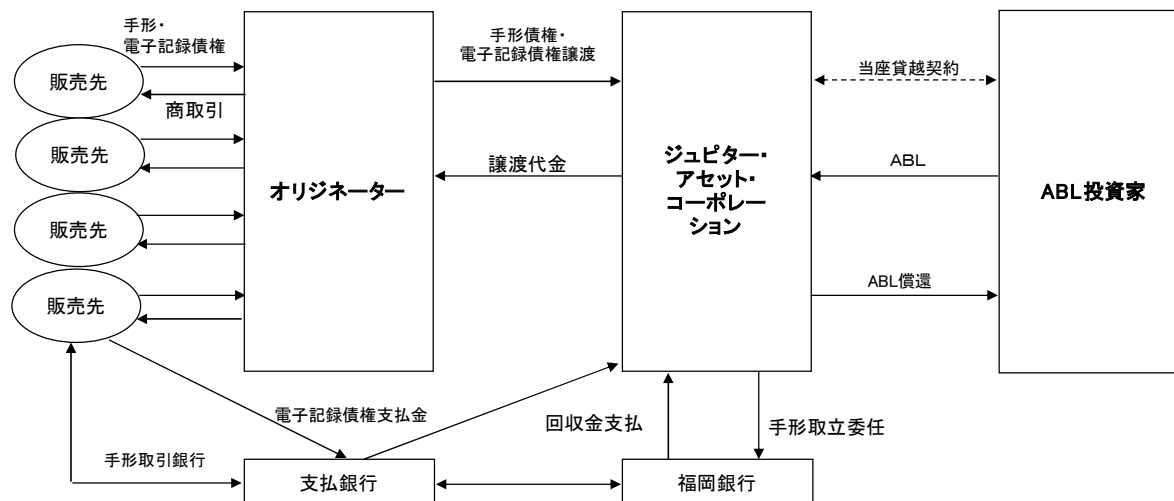 手形・
電子記録債権
販売先
商取引
販売先
販売先
販売先
オリジネーター
手形債権・
電子記録債権譲渡
譲渡代金
ジュピター・
アセット・
コーポレー
ション
当座貸越契約
ABL
ABL償還
ABL投資家
電子記録債権支払金
回収金支払
手形取立委任
手形取引銀行
支払銀行
福岡銀行